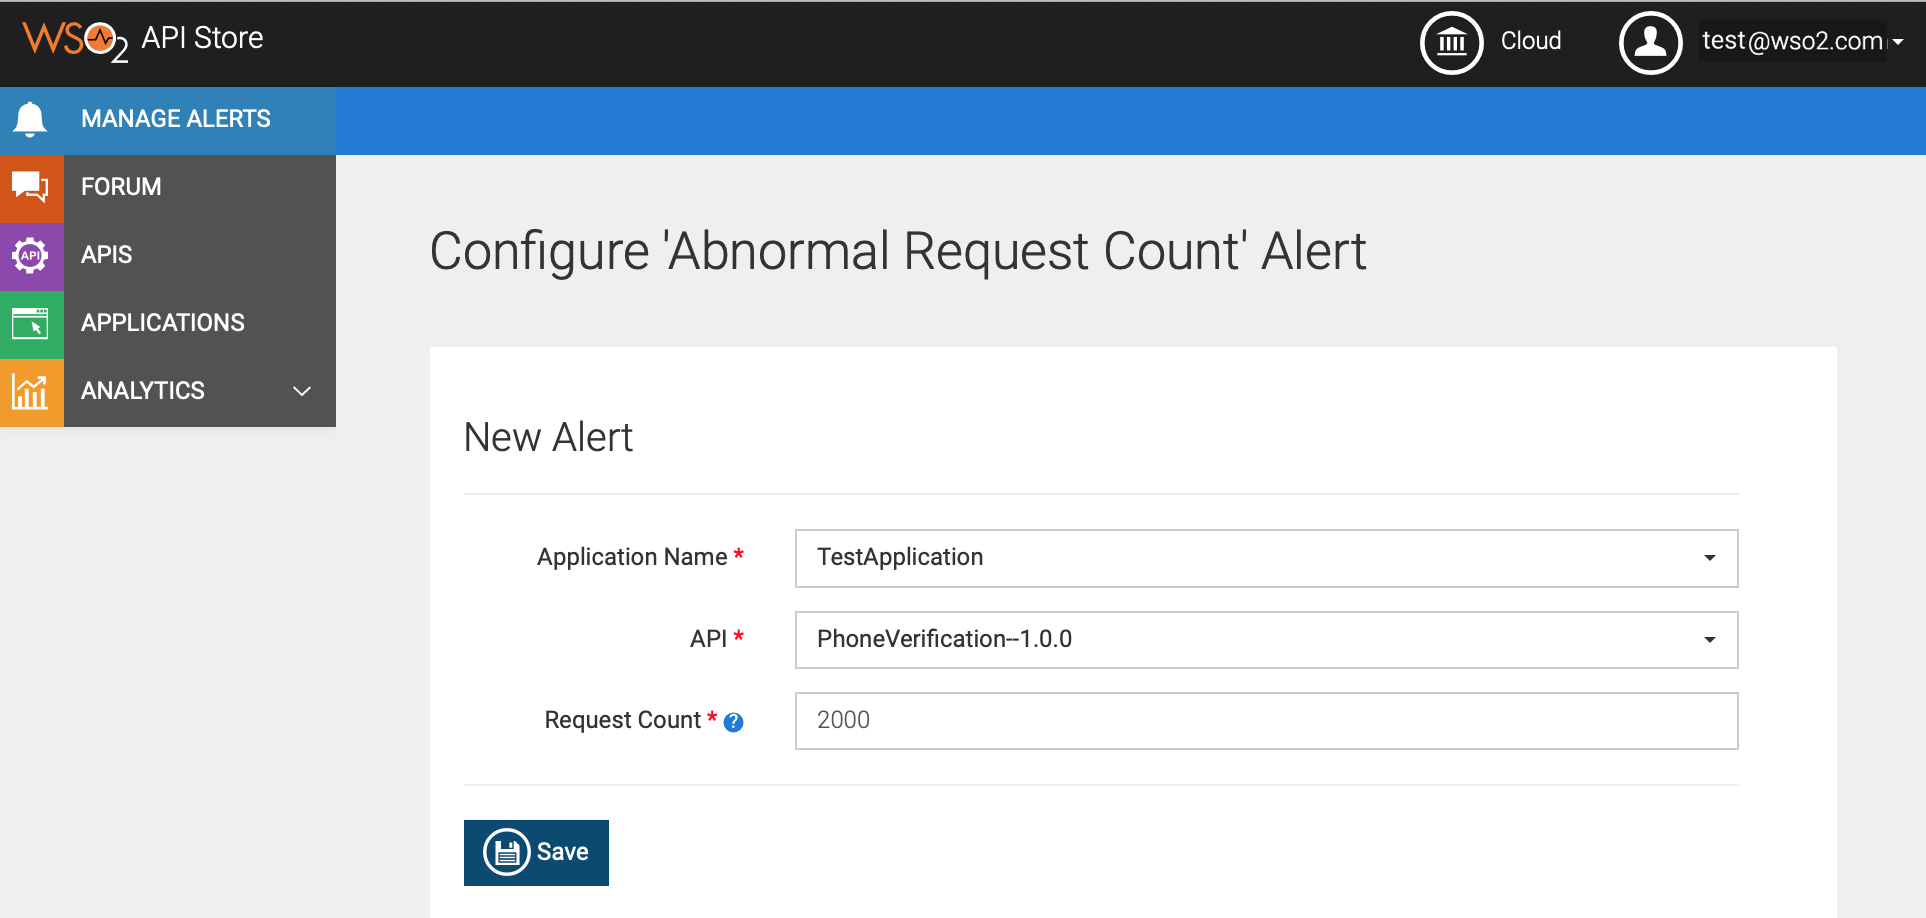 WSO2 API Store
Cloud
test@wso2.com
MANAGE ALERTS
FORUM
API
APIS
APPLICATIONS
ANALYTICS
Configure 'Abnormal Request Count' Alert
New Alert
Application Name *
TestApplication
API *
PhoneVerification--1.0.0
Request Count * ?
2000
Save